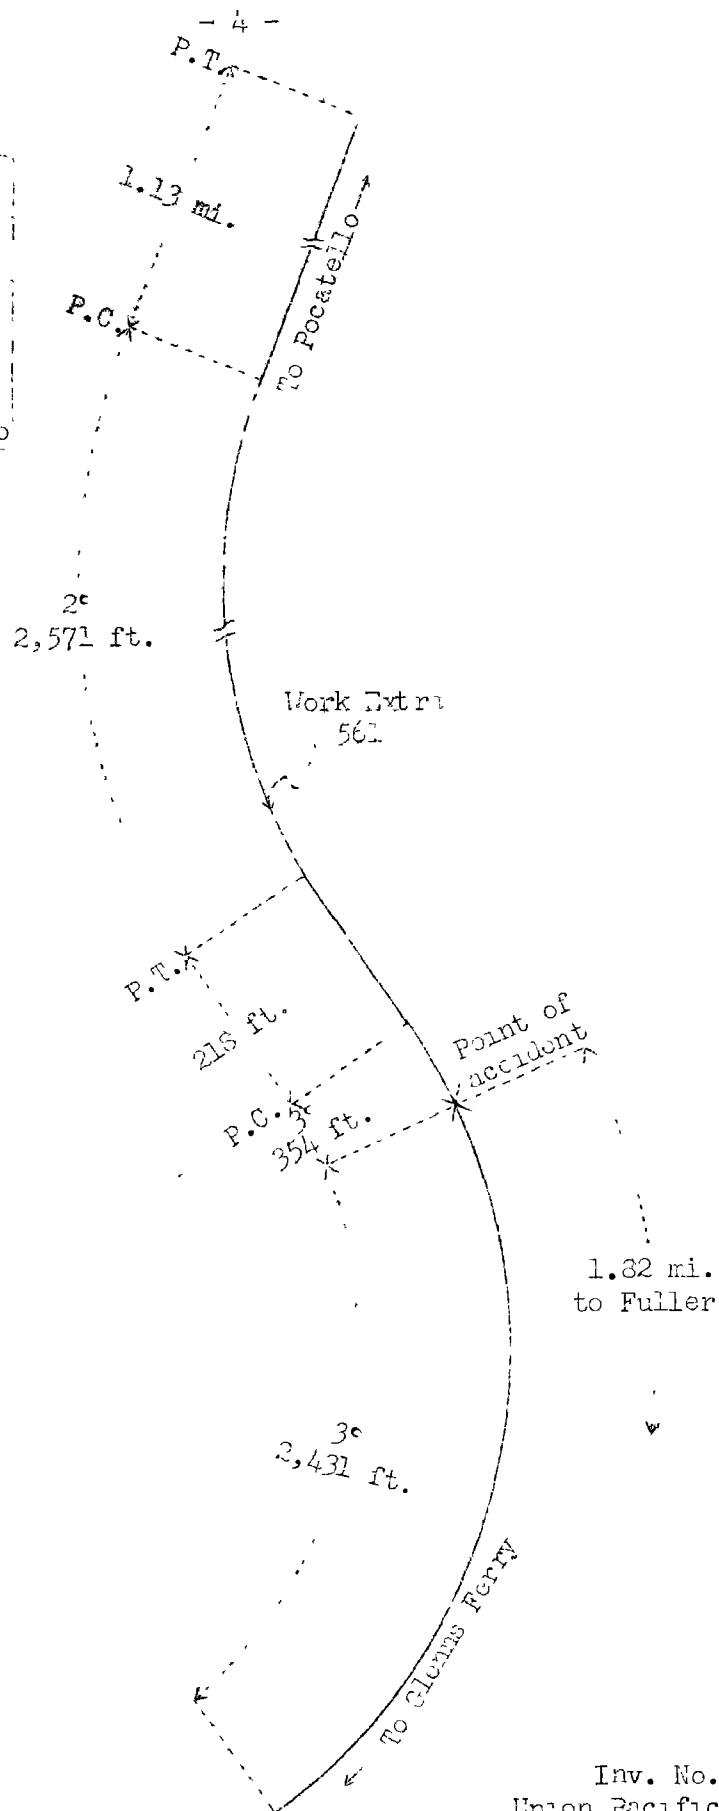 - 4 -
P.T.
1.13 mi.
To Pocatello
P.C.
2°
2,571 ft.
Work Extra
561
P.T.
218 ft.
Point of
accident
P.C.
3°
354 ft.
1.82 mi.
to Fuller
3°
2,431 ft.
To Glenns Ferry
Inv. No.
Union Pacific